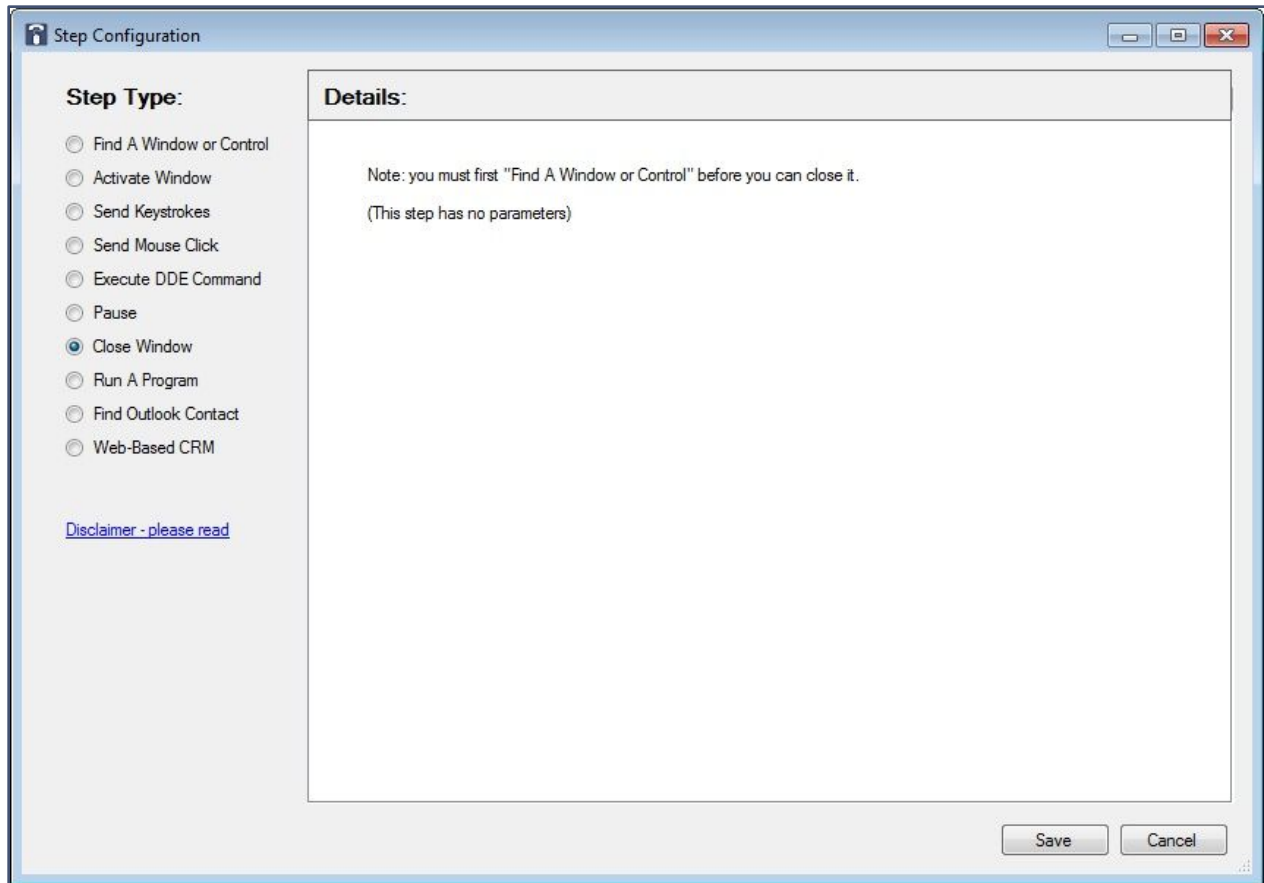 Step Configuration
Step Type:
Find A Window or Control
Activate Window
Send Keystrokes
Send Mouse Click
Execute DDE Command
Pause
Close Window
Run A Program
Find Outlook Contact
Web-Based CRM
Disclaimer - please read
Details:
Note: you must first "Find A Window or Control" before you can close it.
(This step has no parameters)
Save
Cancel